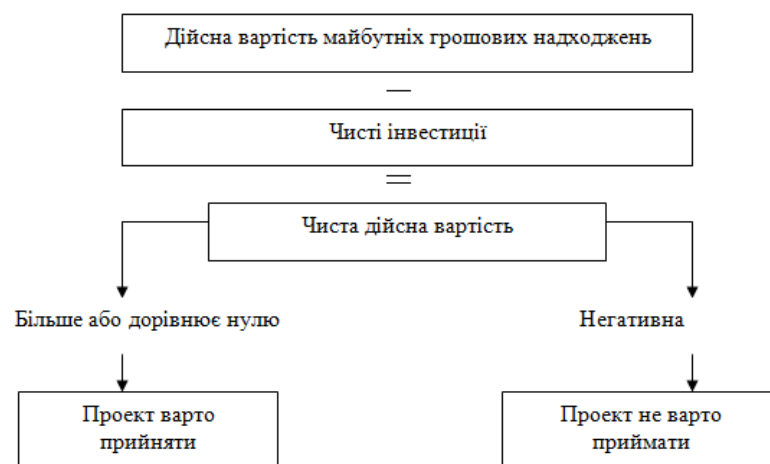 Дійсна вартість майбутніх грошових надходжень
—
Чисті інвестиції
=
Чиста дійсна вартість
Більше або дорівнює нулю
Негативна
Проект варто
прийняти
Проект не варто
приймати